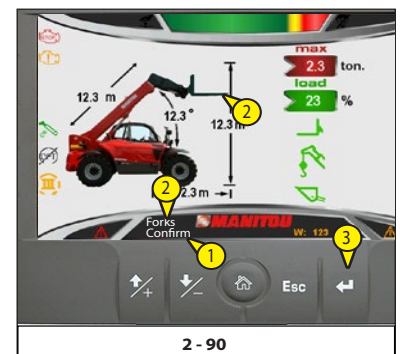 max
2.3 ton.
load
23 %
12.3 m
12.3 °
12.3 m
2
2.3 m
2
Forks
Confirm
MANITOU
W: 123
1
3
+
–
Esc
2 - 90